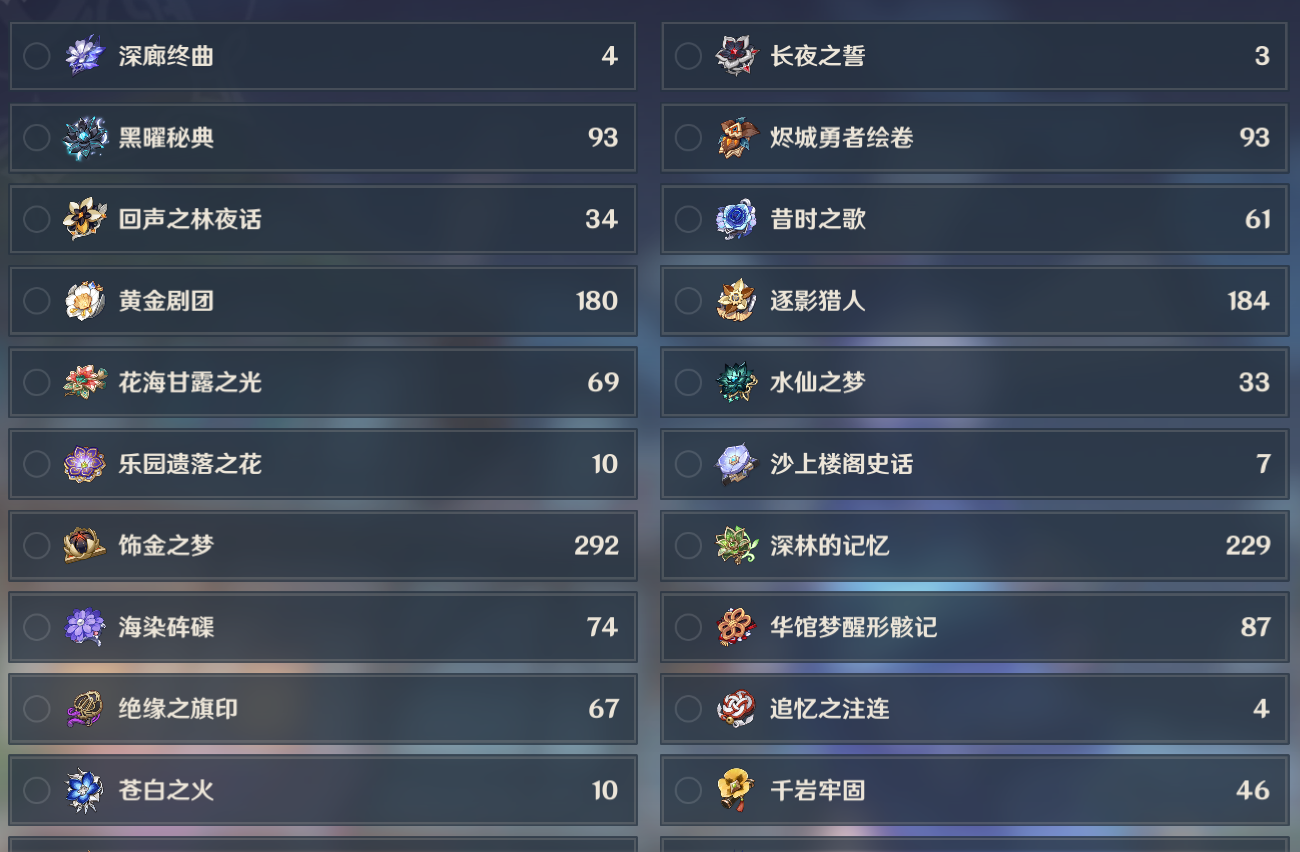 深廊终曲 4
长夜之誓 3
黑曜秘典 93
烬城勇者绘卷 93
回声之林夜话 34
昔时之歌 61
黄金剧团 180
逐影猎人 184
花海甘露之光 69
水仙之梦 33
乐园遗落之花 10
沙上楼阁史话 7
饰金之梦 292
深林的记忆 229
海染砗磲 74
华馆梦醒形骸记 87
绝缘之旗印 67
追忆之注连 4
苍白之火 10
千岩牢固 46